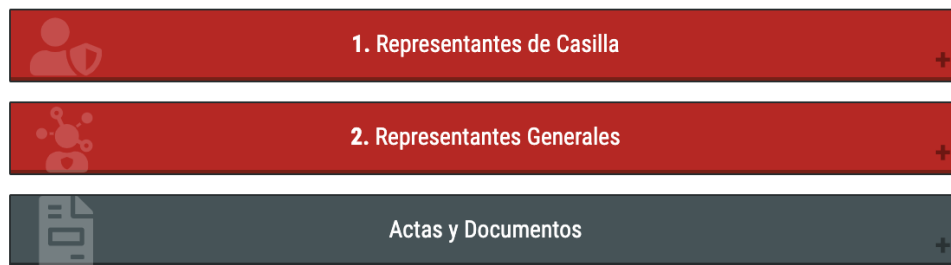 1. Representantes de Casilla
2. Representantes Generales
Actas y Documentos